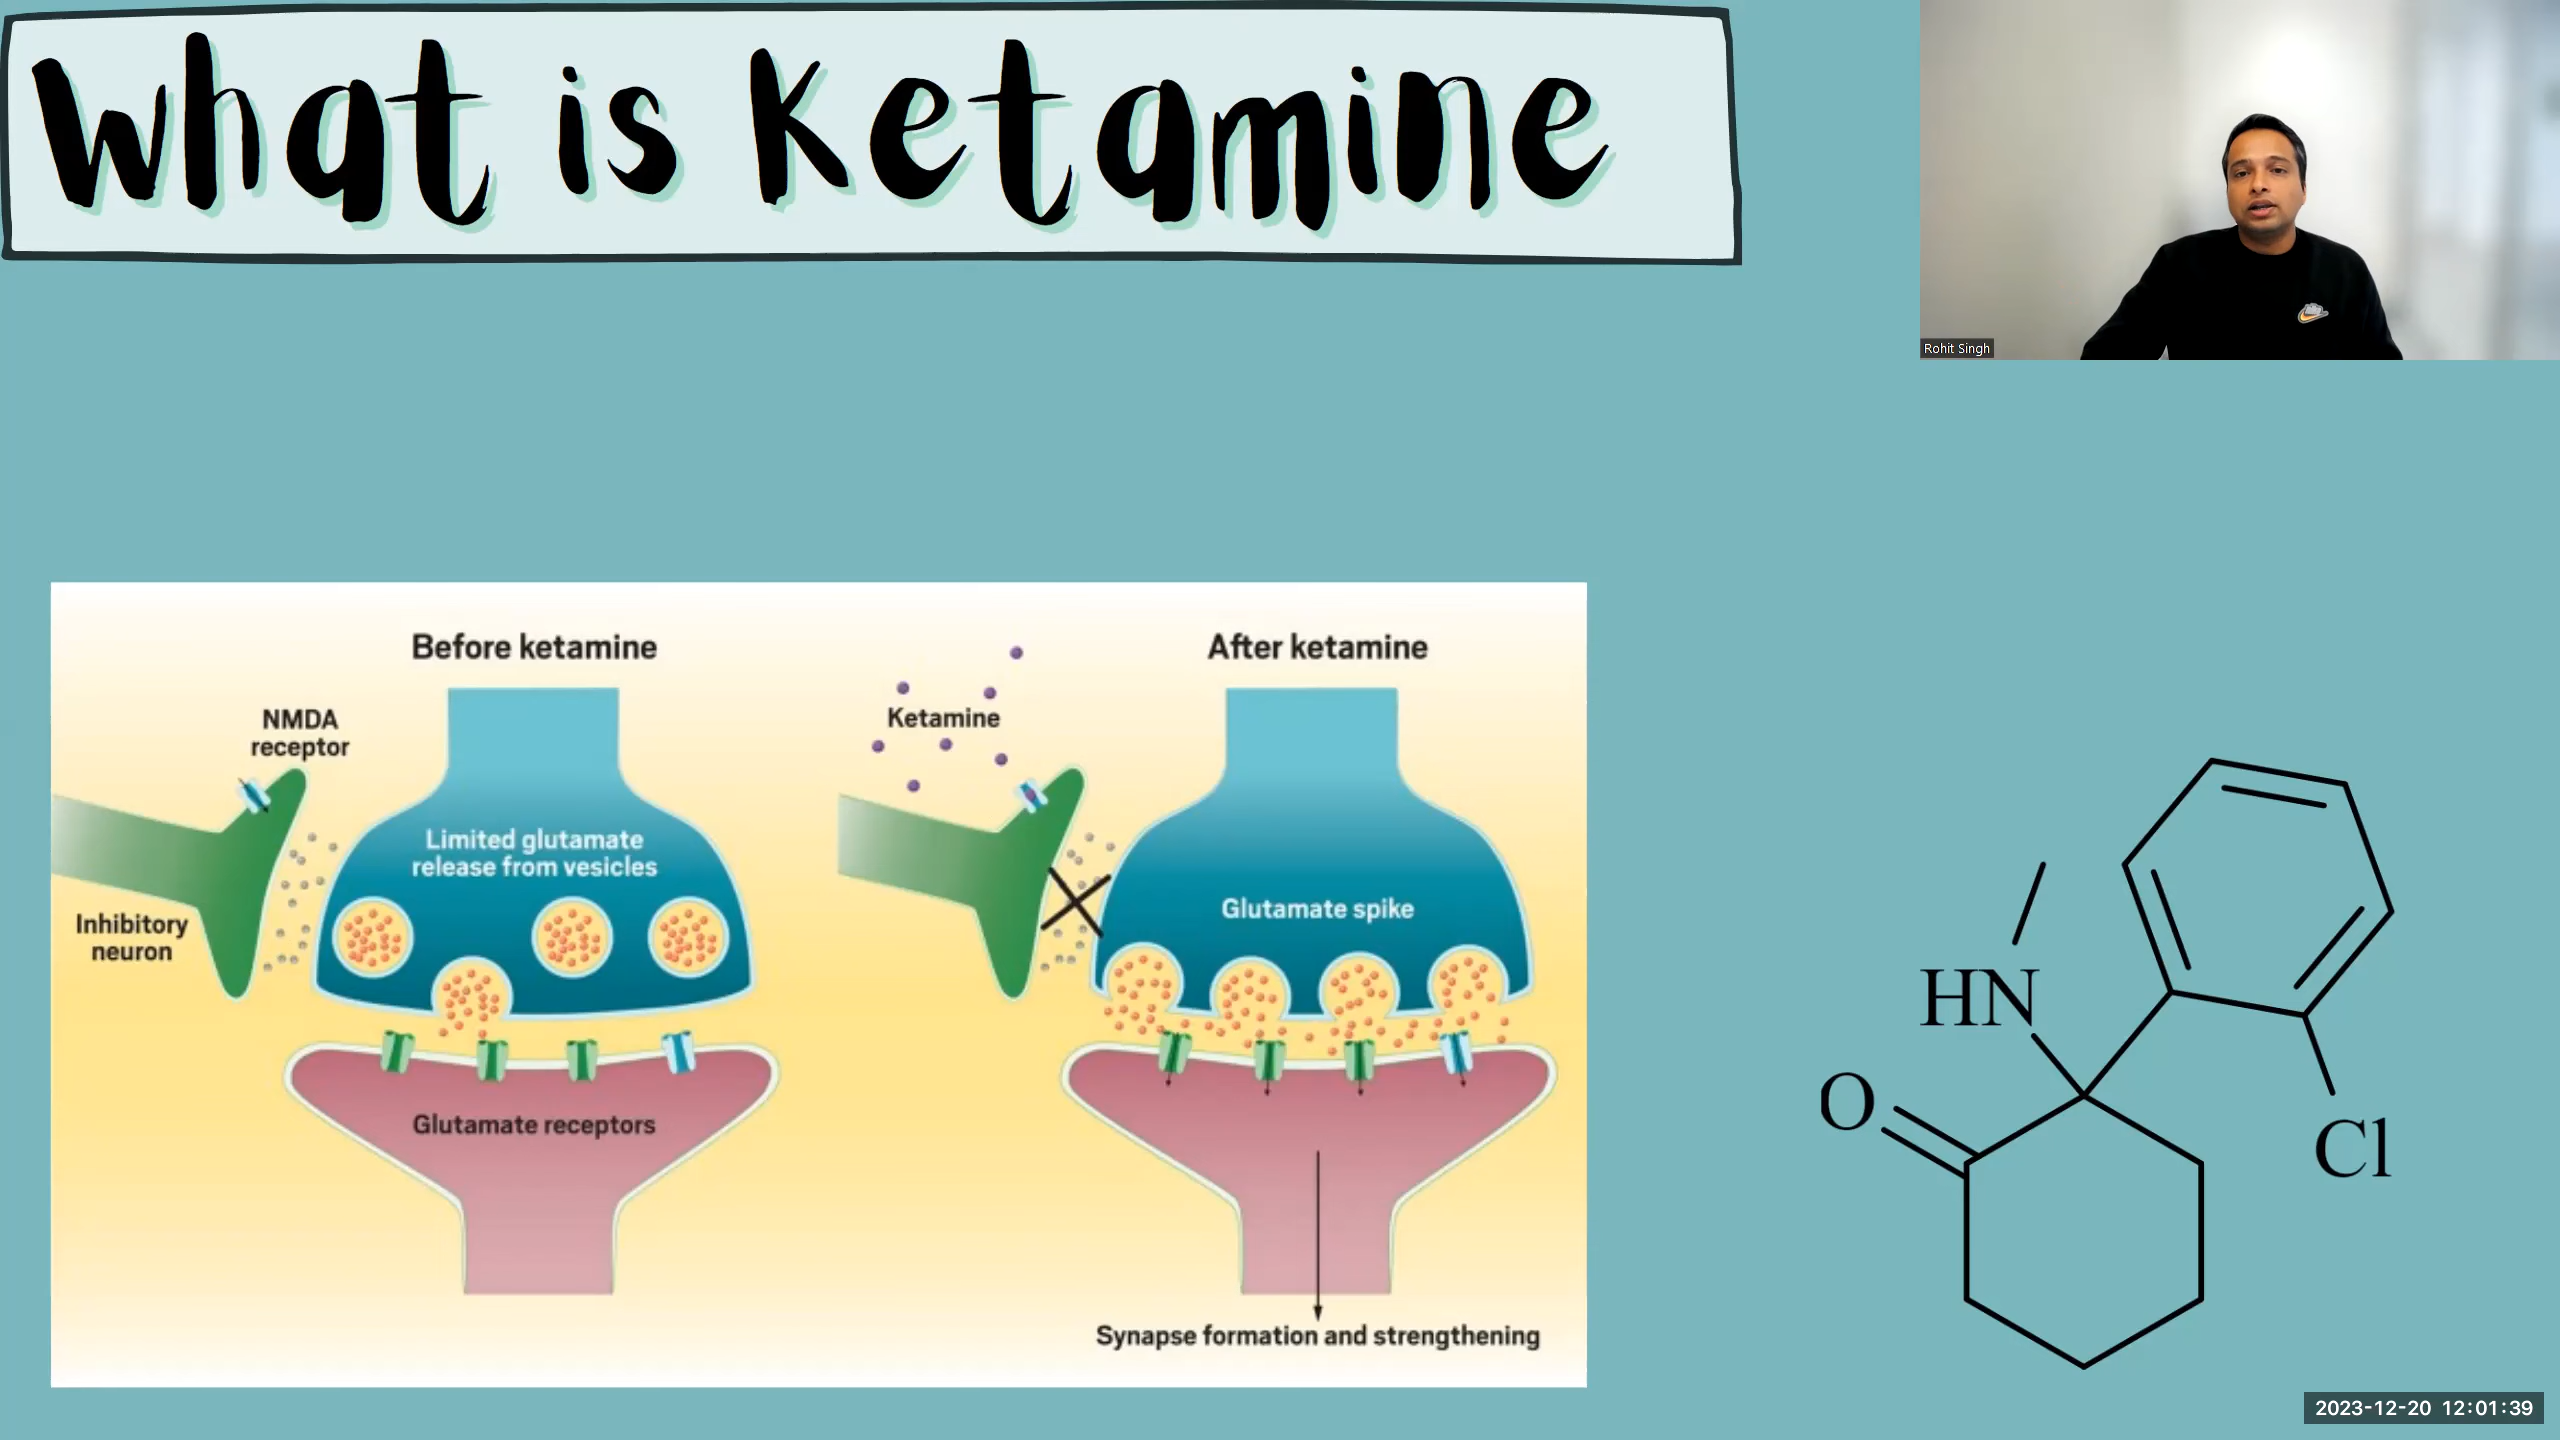 What is Ketamine
Rohit Singh
Before ketamine
After ketamine
NMDA
receptor
Ketamine
Limited glutamate
release from vesicles
Inhibitory
neuron
Glutamate spike
Glutamate receptors
Synapse formation and strengthening
HN
O
Cl
2023-12-20 12:01:39